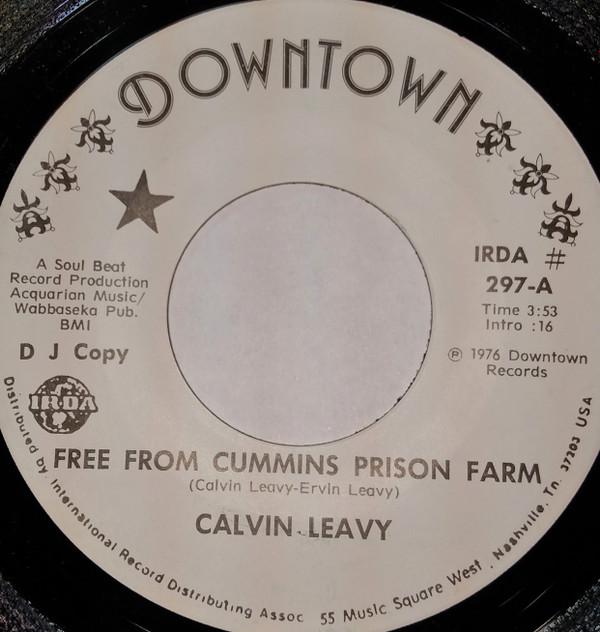 DOWNTOWN
A Soul Beat
Record Production
Acquarian Music/
Wabbaseka Pub.
BMI
D J Copy
IRDA #
297-A
Time 3:53
Intro :16
℗ 1976 Downtown
Records
IRDA
FREE FROM CUMMINS PRISON FARM
(Calvin Leavy-Ervin Leavy)
CALVIN LEAVY
Distributed by International Record Distributing Assoc 55 Music Square West, Nashville, Tn. 37203 USA